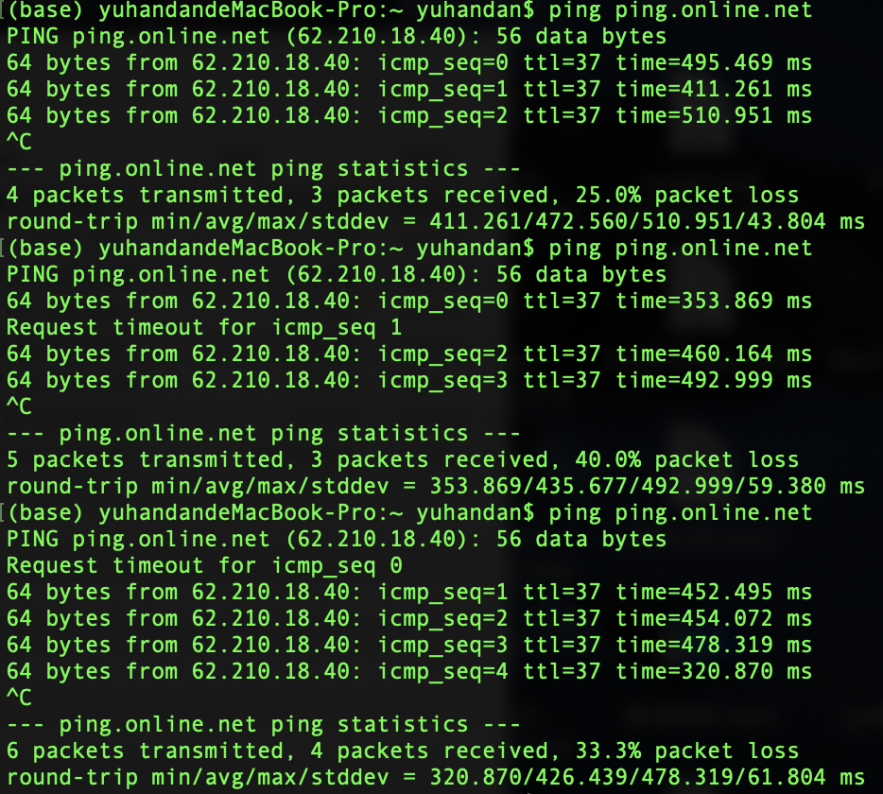 (base) yuhandandeMacBook-Pro:~ yuhandan$ ping ping.online.net
PING ping.online.net (62.210.18.40): 56 data bytes
64 bytes from 62.210.18.40: icmp_seq=0 ttl=37 time=495.469 ms
64 bytes from 62.210.18.40: icmp_seq=1 ttl=37 time=411.261 ms
64 bytes from 62.210.18.40: icmp_seq=2 ttl=37 time=510.951 ms
^C
--- ping.online.net ping statistics ---
4 packets transmitted, 3 packets received, 25.0% packet loss
round-trip min/avg/max/stddev = 411.261/472.560/510.951/43.804 ms
[(base) yuhandandeMacBook-Pro:~ yuhandan$ ping ping.online.net
PING ping.online.net (62.210.18.40): 56 data bytes
64 bytes from 62.210.18.40: icmp_seq=0 ttl=37 time=353.869 ms
Request timeout for icmp_seq 1
64 bytes from 62.210.18.40: icmp_seq=2 ttl=37 time=460.164 ms
64 bytes from 62.210.18.40: icmp_seq=3 ttl=37 time=492.999 ms
^C
--- ping.online.net ping statistics ---
5 packets transmitted, 3 packets received, 40.0% packet loss
round-trip min/avg/max/stddev = 353.869/435.677/492.999/59.380 ms
[(base) yuhandandeMacBook-Pro:~ yuhandan$ ping ping.online.net
PING ping.online.net (62.210.18.40): 56 data bytes
Request timeout for icmp_seq 0
64 bytes from 62.210.18.40: icmp_seq=1 ttl=37 time=452.495 ms
64 bytes from 62.210.18.40: icmp_seq=2 ttl=37 time=454.072 ms
64 bytes from 62.210.18.40: icmp_seq=3 ttl=37 time=478.319 ms
64 bytes from 62.210.18.40: icmp_seq=4 ttl=37 time=320.870 ms
^C
--- ping.online.net ping statistics ---
6 packets transmitted, 4 packets received, 33.3% packet loss
round-trip min/avg/max/stddev = 320.870/426.439/478.319/61.804 ms